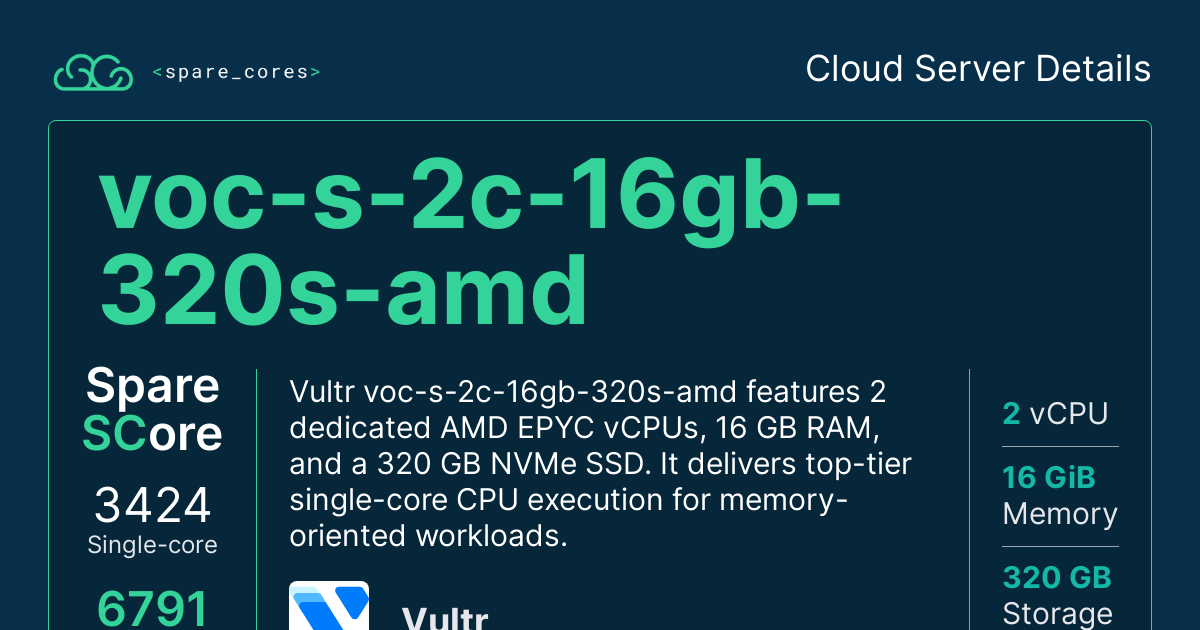 <spare_cores>
Cloud Server Details
voc-s-2c-16gb-
320s-amd
Spare
SCore
3424
Single-core
6791
Vultr voc-s-2c-16gb-320s-amd features 2
dedicated AMD EPYC vCPUs, 16 GB RAM,
and a 320 GB NVMe SSD. It delivers top-tier
single-core CPU execution for memory-
oriented workloads.
Vultr
2 vCPU
16 GiB
Memory
320 GB
Storage